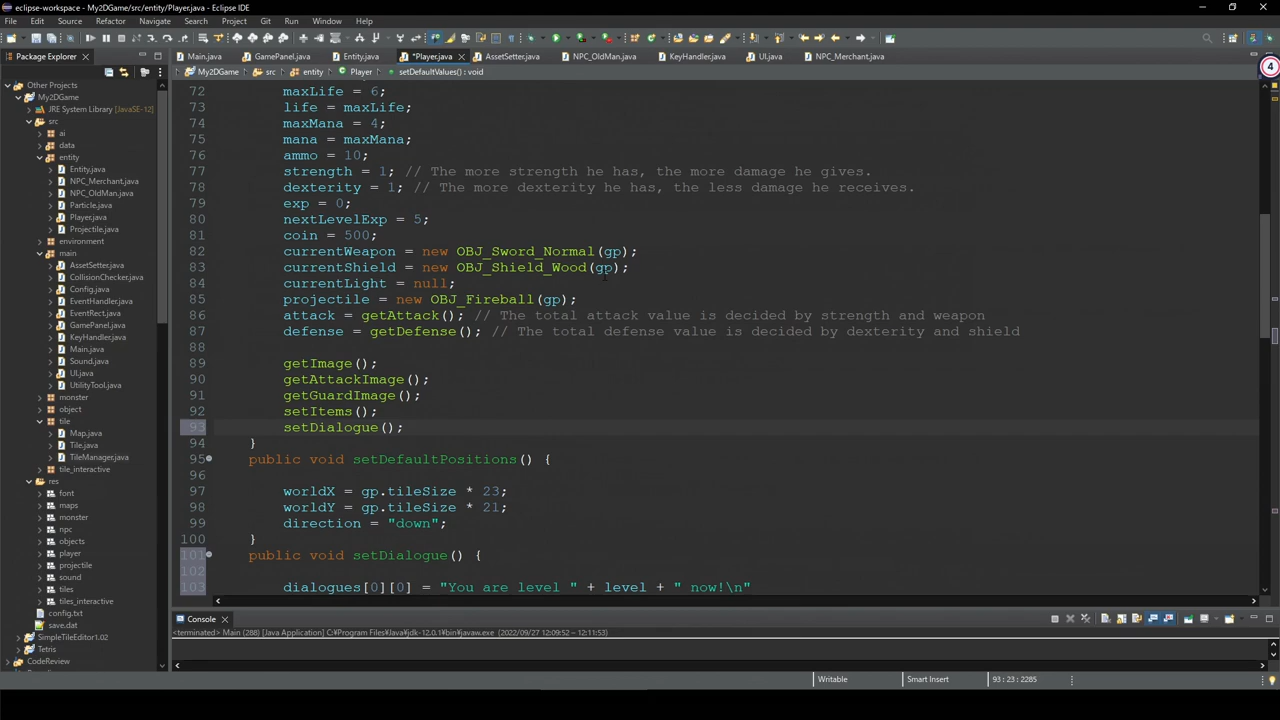 eclipse-workspace - My2DGame/src/entity/Player.java - Eclipse IDE
File Edit Source Refactor Navigate Search Project Git Run Window Help
Package Explorer
Main.java GamePanel.java Entity.java *Player.java AssetSetter.java NPC_OldMan.java KeyHandler.java UI.java NPC_Merchant.java
4
My2DGame src entity Player setDefaultValues() : void
Other Projects
My2DGame
JRE System Library [JavaSE-12]
src
ai
data
entity
Entity.java
NPC_Merchant.java
NPC_OldMan.java
Particle.java
Player.java
Projectile.java
environment
main
AssetSetter.java
CollisionChecker.java
Config.java
EventHandler.java
EventRect.java
GamePanel.java
KeyHandler.java
Main.java
Sound.java
UI.java
UtilityTool.java
monster
object
tile
Map.java
Tile.java
TileManager.java
tile_interactive
res
font
maps
monster
npc
objects
player
projectile
sound
tiles
tiles_interactive
config.txt
save.dat
SimpleTileEditor1.02
Tetris
CodeReview
72 maxLife = 6;
73 life = maxLife;
74 maxMana = 4;
75 mana = maxMana;
76 ammo = 10;
77 strength = 1; // The more strength he has, the more damage he gives.
78 dexterity = 1; // The more dexterity he has, the less damage he receives.
79 exp = 0;
80 nextLevelExp = 5;
81 coin = 500;
82 currentWeapon = new OBJ_Sword_Normal(gp);
83 currentShield = new OBJ_Shield_Wood(gp);
84 currentLight = null;
85 projectile = new OBJ_Fireball(gp);
86 attack = getAttack(); // The total attack value is decided by strength and weapon
87 defense = getDefense(); // The total defense value is decided by dexterity and shield
88
89 getImage();
90 getAttackImage();
91 getGuardImage();
92 setItems();
93 setDialogue();
94 }
95 public void setDefaultPositions() {
96
97 worldX = gp.tileSize * 23;
98 worldY = gp.tileSize * 21;
99 direction = "down";
100 }
101 public void setDialogue() {
102
103 dialogues[0][0] = "You are level " + level + " now!\n"
Console
<terminated> Main (288) [Java Application] C:\Program Files\Java\jdk-12.0.1\bin\javaw.exe (2022/09/27 12:09:52 – 12:11:53)
Writable Smart Insert 93 : 23 : 2285